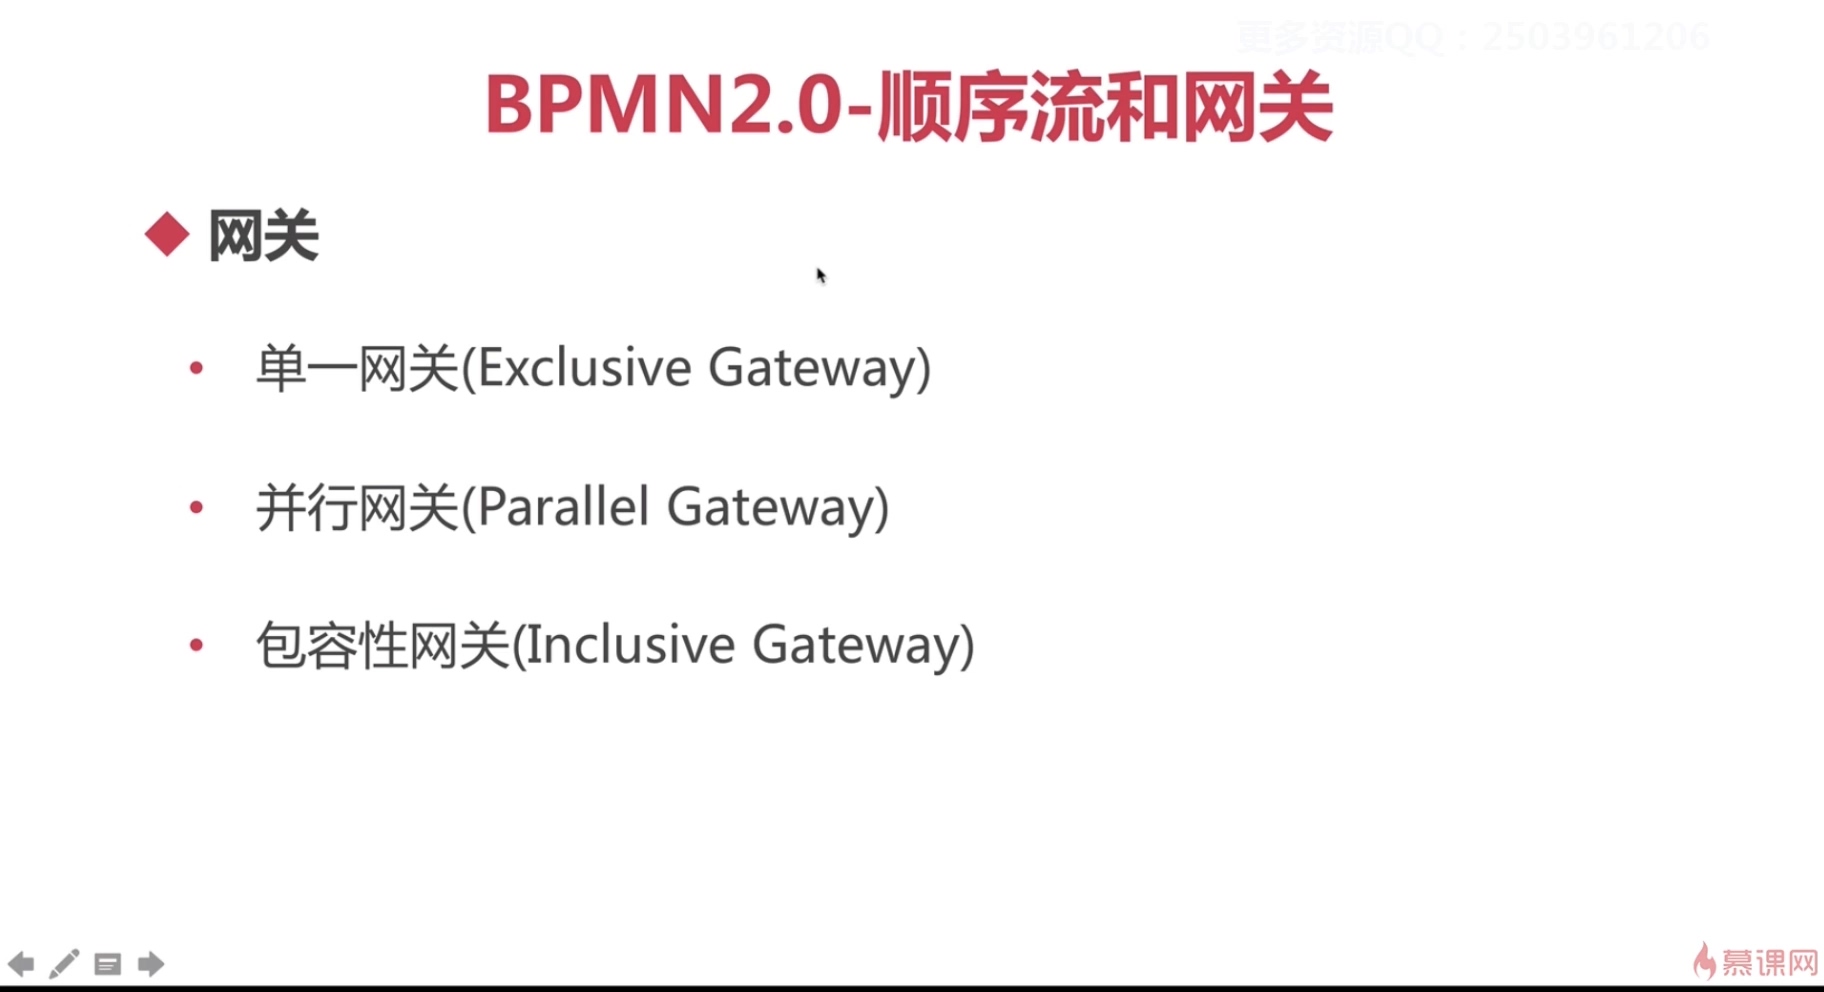 更多资源QQ：2503961206
BPMN2.0-顺序流和网关
网关
单一网关(Exclusive Gateway)
并行网关(Parallel Gateway)
包容性网关(Inclusive Gateway)
慕课网